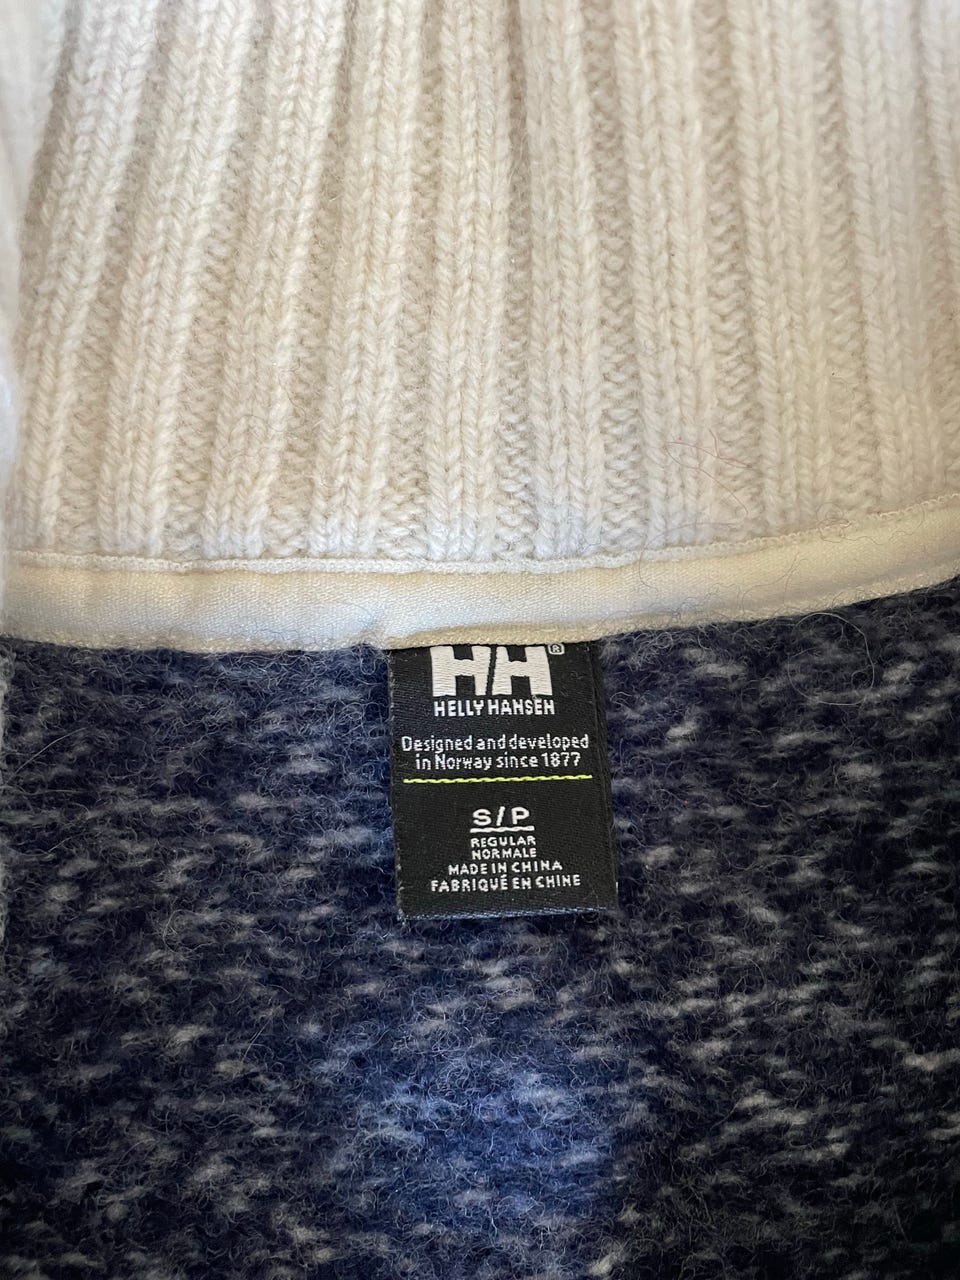 HH®
HELLY HANSEN
Designed and developed
in Norway since 1877
S/P
REGULAR
NORMALE
MADE IN CHINA
FABRIQUÉ EN CHINE